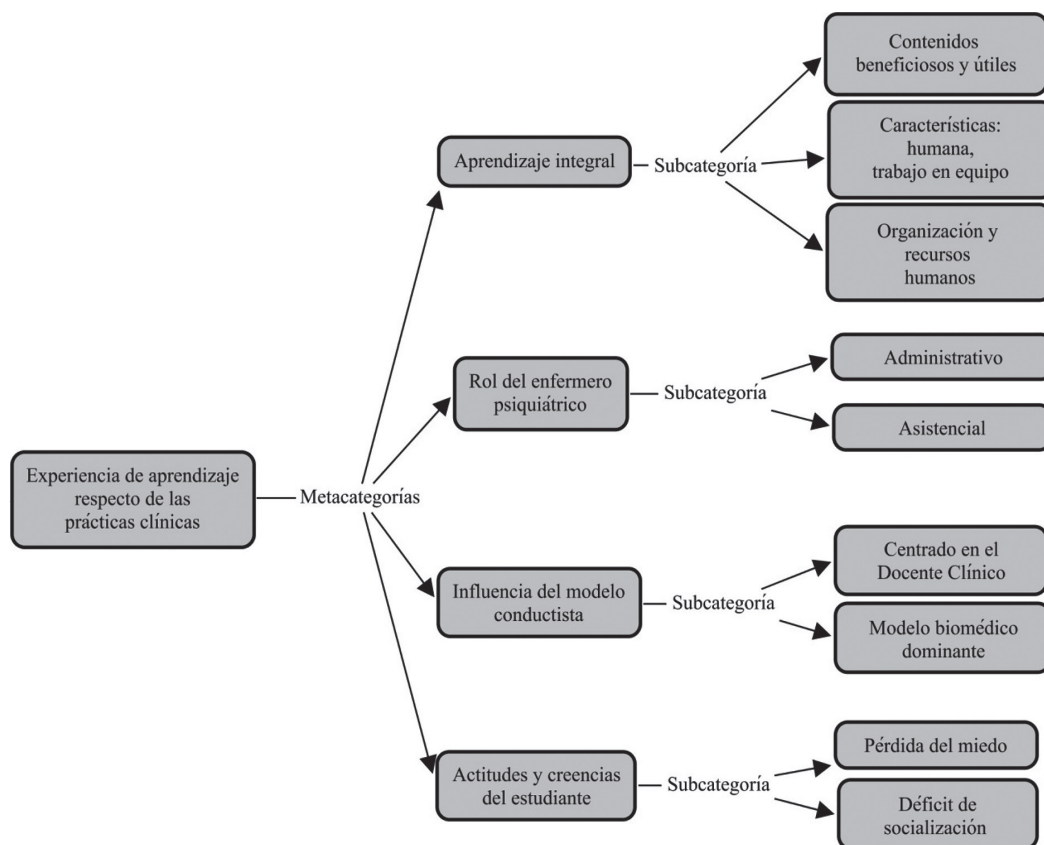 Contenidos
beneficiosos y útiles
Aprendizaje integral
Subcategoría
Características:
humana,
trabajo en equipo
Organización y
recursos
humanos
Rol del enfermero
psiquiátrico
Subcategoría
Administrativo
Asistencial
Experiencia de aprendizaje
respecto de las
prácticas clínicas
Metacategorías
Influencia del modelo
conductista
Subcategoría
Centrado en el
Docente Clínico
Modelo biomédico
dominante
Actitudes y creencias
del estudiante
Subcategoría
Pérdida del miedo
Déficit de
socialización